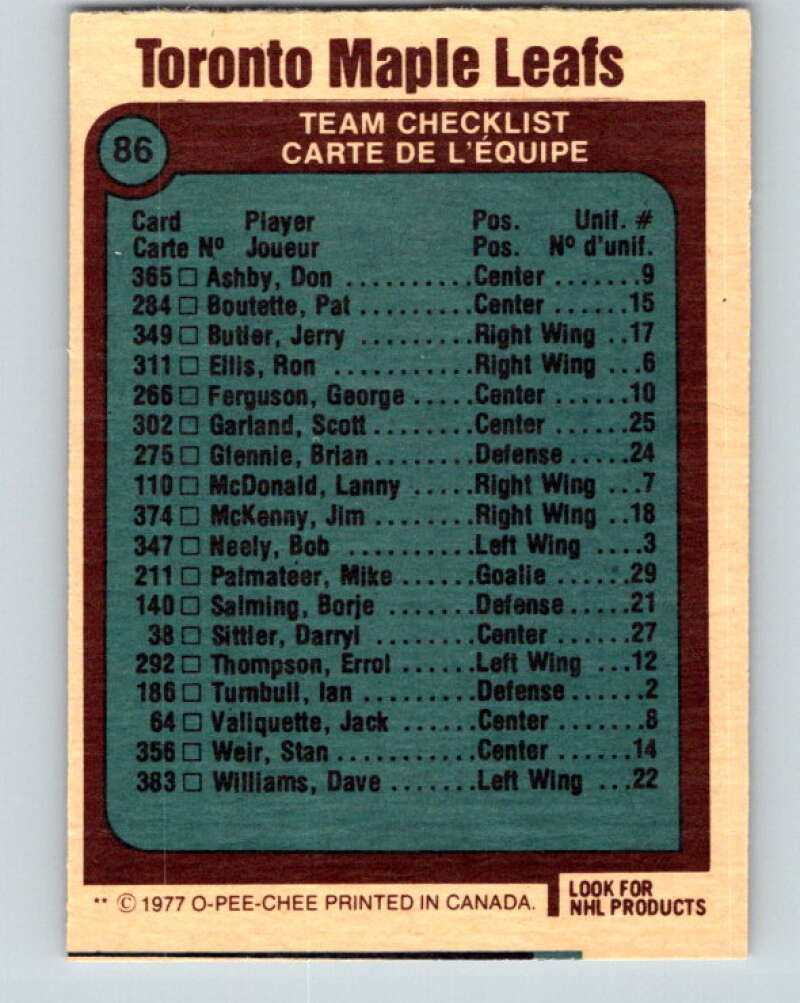 Toronto Maple Leafs
86
TEAM CHECKLIST
CARTE DE L'ÉQUIPE
Card Player Pos. Unif. #
Carte Nº Joueur Pos. Nº d'unif.
365 □ Ashby, Don ..........Center .......9
284 □ Boutette, Pat ..........Center ......15
349 □ Butler, Jerry .........Right Wing ..17
311 □ Ellis, Ron ...........Right Wing ...6
266 □ Ferguson, George .....Center ......10
302 □ Garland, Scott ........Center ......25
275 □ Glennie, Brian ........Defense .....24
110 □ McDonald, Lanny .....Right Wing ...7
374 □ McKenny, Jim ........Right Wing ..18
347 □ Neely, Bob ..........Left Wing ....3
211 □ Palmateer, Mike ......Goalie ......29
140 □ Salming, Borje .......Defense .....21
38 □ Sittler, Darryl ........Center ......27
292 □ Thompson, Errol ......Left Wing ...12
186 □ Turnbull, Ian .........Defense ......2
64 □ Valiquette, Jack ......Center .......8
356 □ Weir, Stan ...........Center ......14
383 □ Williams, Dave .......Left Wing ...22
** © 1977 O-PEE-CHEE PRINTED IN CANADA.
LOOK FOR
NHL PRODUCTS